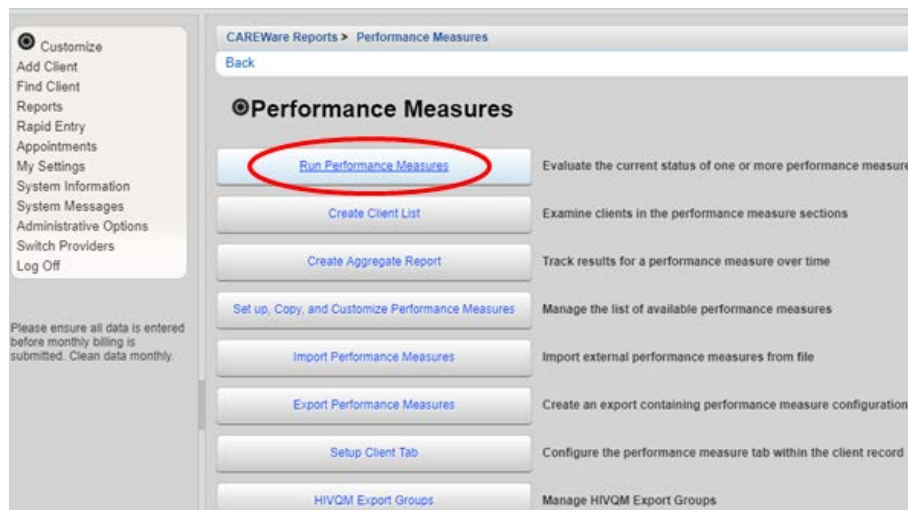 Customize
Add Client
Find Client
Reports
Rapid Entry
Appointments
My Settings
System Information
System Messages
Administrative Options
Switch Providers
Log Off
Please ensure all data is entered
before monthly billing is
submitted. Clean data monthly.
CAREWare Reports > Performance Measures
Back
Performance Measures
Run Performance Measures Evaluate the current status of one or more performance measure
Create Client List Examine clients in the performance measure sections
Create Aggregate Report Track results for a performance measure over time
Set up, Copy, and Customize Performance Measures Manage the list of available performance measures
Import Performance Measures Import external performance measures from file
Export Performance Measures Create an export containing performance measure configuration
Setup Client Tab Configure the performance measure tab within the client record
HIVQM Export Groups Manage HIVQM Export Groups